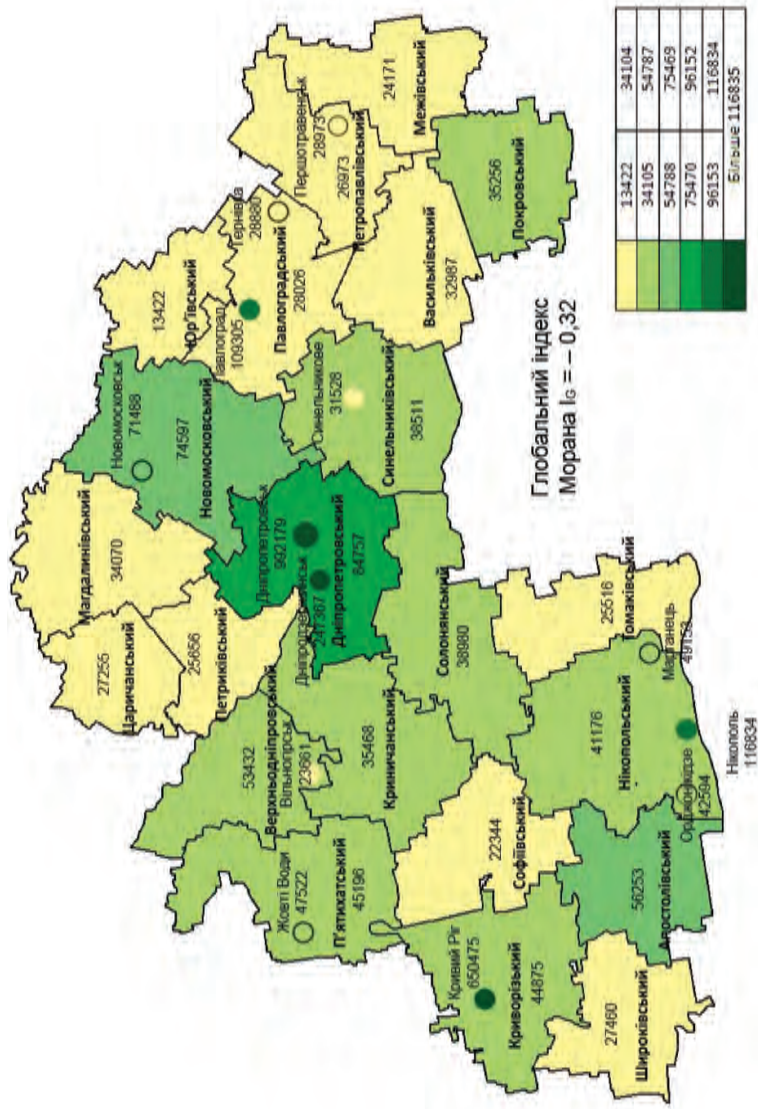 Царичанський
27255
Магдалинівський
34070
Петриківський
25656
Новомосковськ
71488
74597
Новомосковський
13422
Юр'ївський
Павлоград
109305
Павлоградський
28026
Тернівка
28880
Першотравенськ
28973
26973
Петропавлівський
24171
Межівський
35256
Покровський
Васильківський
32987
Синельникове
31528
Синельниківський
38511
Дніпропетровськ
992179
241367
Дніпропетровський
84757
53432
Верхньодніпровський
Вільногірськ
23661
35468
Криничанський
Жовті Води
47522
45196
П'ятихатський
Солонянський
38980
25516
Томаківський
Марганець
49153
41176
Нікопольський
Орджонікідзе
42594
Нікополь
116834
22344
Софіївський
56253
Апостолівський
Кривий Ріг
650475
44875
Криворізький
27460
Широківський
Глобальний індекс
Морана IG = – 0,32
13422 34104
34105 54787
54788 75469
75470 96152
96153 116834
Більше 116835